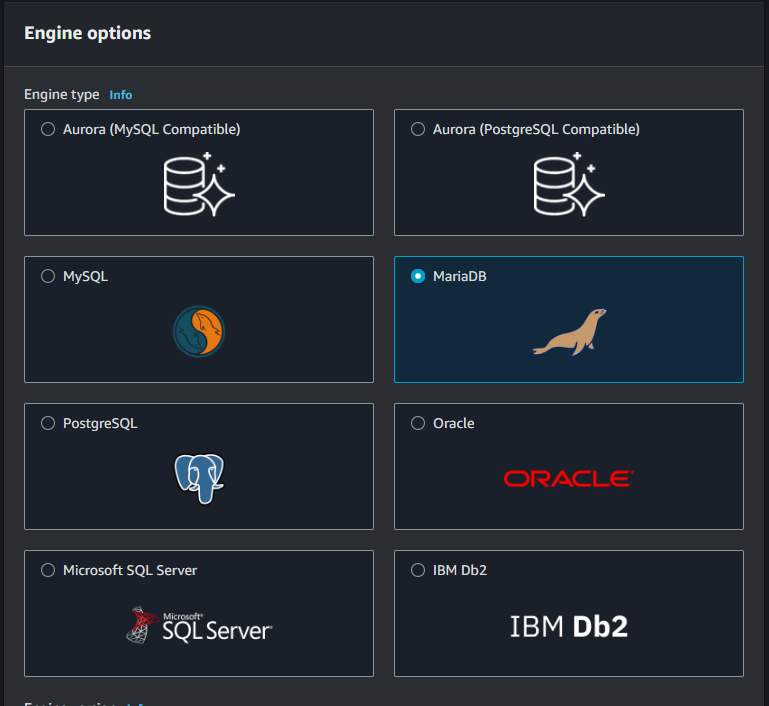 Engine options
Engine type Info
Aurora (MySQL Compatible)
Aurora (PostgreSQL Compatible)
MySQL
MariaDB
PostgreSQL
Oracle
ORACLE
Microsoft SQL Server
IBM Db2
Microsoft
SQL Server
IBM Db2